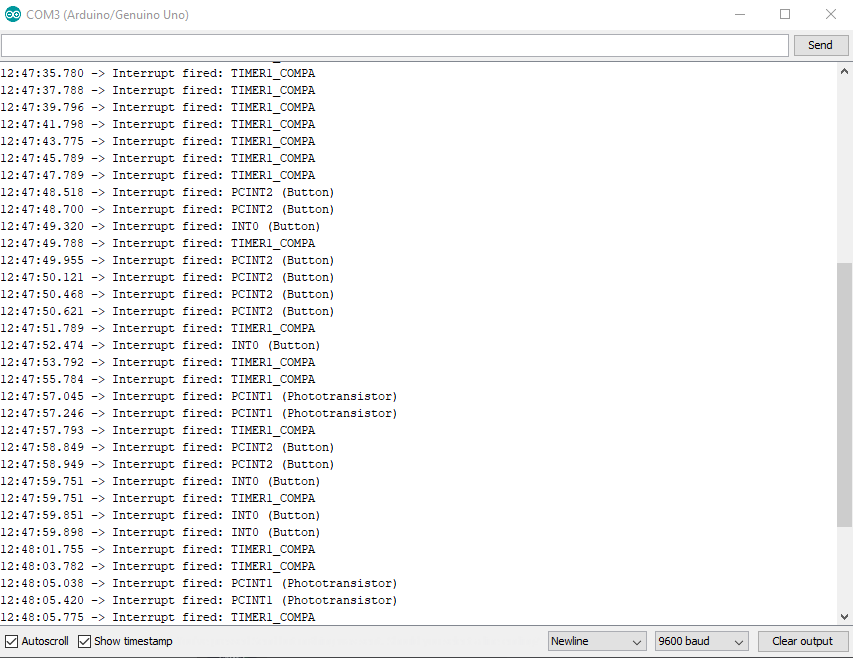 COM3 (Arduino/Genuino Uno)
Send
12:47:35.780 -> Interrupt fired: TIMER1_COMPA
12:47:37.788 -> Interrupt fired: TIMER1_COMPA
12:47:39.796 -> Interrupt fired: TIMER1_COMPA
12:47:41.798 -> Interrupt fired: TIMER1_COMPA
12:47:43.775 -> Interrupt fired: TIMER1_COMPA
12:47:45.789 -> Interrupt fired: TIMER1_COMPA
12:47:47.789 -> Interrupt fired: TIMER1_COMPA
12:47:48.518 -> Interrupt fired: PCINT2 (Button)
12:47:48.700 -> Interrupt fired: PCINT2 (Button)
12:47:49.320 -> Interrupt fired: INT0 (Button)
12:47:49.788 -> Interrupt fired: TIMER1_COMPA
12:47:49.955 -> Interrupt fired: PCINT2 (Button)
12:47:50.121 -> Interrupt fired: PCINT2 (Button)
12:47:50.468 -> Interrupt fired: PCINT2 (Button)
12:47:50.621 -> Interrupt fired: PCINT2 (Button)
12:47:51.789 -> Interrupt fired: TIMER1_COMPA
12:47:52.474 -> Interrupt fired: INT0 (Button)
12:47:53.792 -> Interrupt fired: TIMER1_COMPA
12:47:55.784 -> Interrupt fired: TIMER1_COMPA
12:47:57.045 -> Interrupt fired: PCINT1 (Phototransistor)
12:47:57.246 -> Interrupt fired: PCINT1 (Phototransistor)
12:47:57.793 -> Interrupt fired: TIMER1_COMPA
12:47:58.849 -> Interrupt fired: PCINT2 (Button)
12:47:58.949 -> Interrupt fired: PCINT2 (Button)
12:47:59.751 -> Interrupt fired: INT0 (Button)
12:47:59.751 -> Interrupt fired: TIMER1_COMPA
12:47:59.851 -> Interrupt fired: INT0 (Button)
12:47:59.898 -> Interrupt fired: INT0 (Button)
12:48:01.755 -> Interrupt fired: TIMER1_COMPA
12:48:03.782 -> Interrupt fired: TIMER1_COMPA
12:48:05.038 -> Interrupt fired: PCINT1 (Phototransistor)
12:48:05.420 -> Interrupt fired: PCINT1 (Phototransistor)
12:48:05.775 -> Interrupt fired: TIMER1_COMPA
Autoscroll Show timestamp Newline 9600 baud Clear output